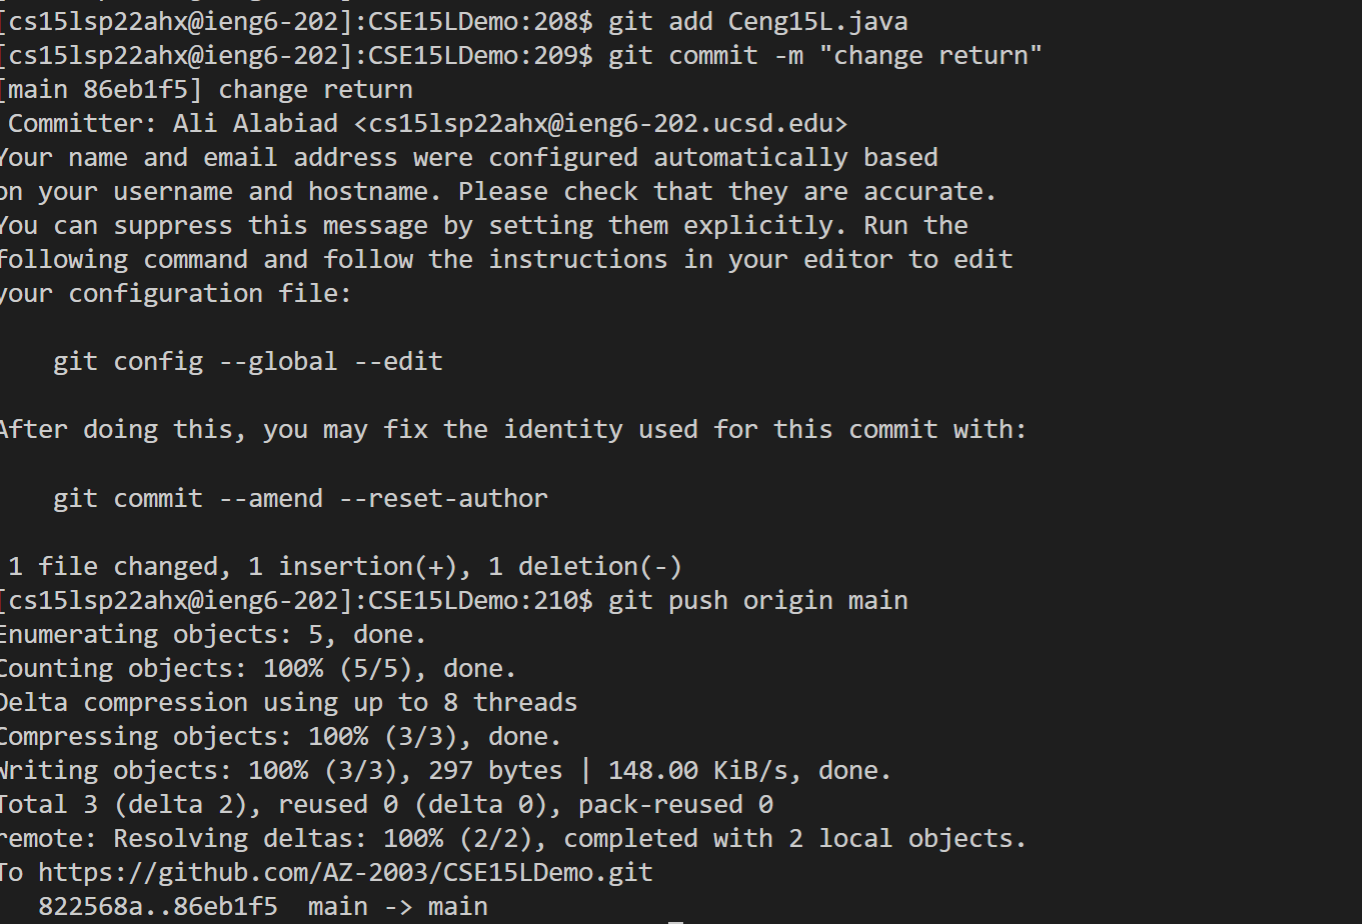 [cs15lsp22ahx@ieng6-202]:CSE15LDemo:208$ git add Ceng15L.java
[cs15lsp22ahx@ieng6-202]:CSE15LDemo:209$ git commit -m "change return"
[main 86eb1f5] change return
Committer: Ali Alabiad <cs15lsp22ahx@ieng6-202.ucsd.edu>
Your name and email address were configured automatically based
on your username and hostname. Please check that they are accurate.
You can suppress this message by setting them explicitly. Run the
following command and follow the instructions in your editor to edit
your configuration file:
git config --global --edit
After doing this, you may fix the identity used for this commit with:
git commit --amend --reset-author
1 file changed, 1 insertion(+), 1 deletion(-)
[cs15lsp22ahx@ieng6-202]:CSE15LDemo:210$ git push origin main
Enumerating objects: 5, done.
Counting objects: 100% (5/5), done.
Delta compression using up to 8 threads
Compressing objects: 100% (3/3), done.
Writing objects: 100% (3/3), 297 bytes | 148.00 KiB/s, done.
Total 3 (delta 2), reused 0 (delta 0), pack-reused 0
remote: Resolving deltas: 100% (2/2), completed with 2 local objects.
To https://github.com/AZ-2003/CSE15LDemo.git
822568a..86eb1f5  main -> main